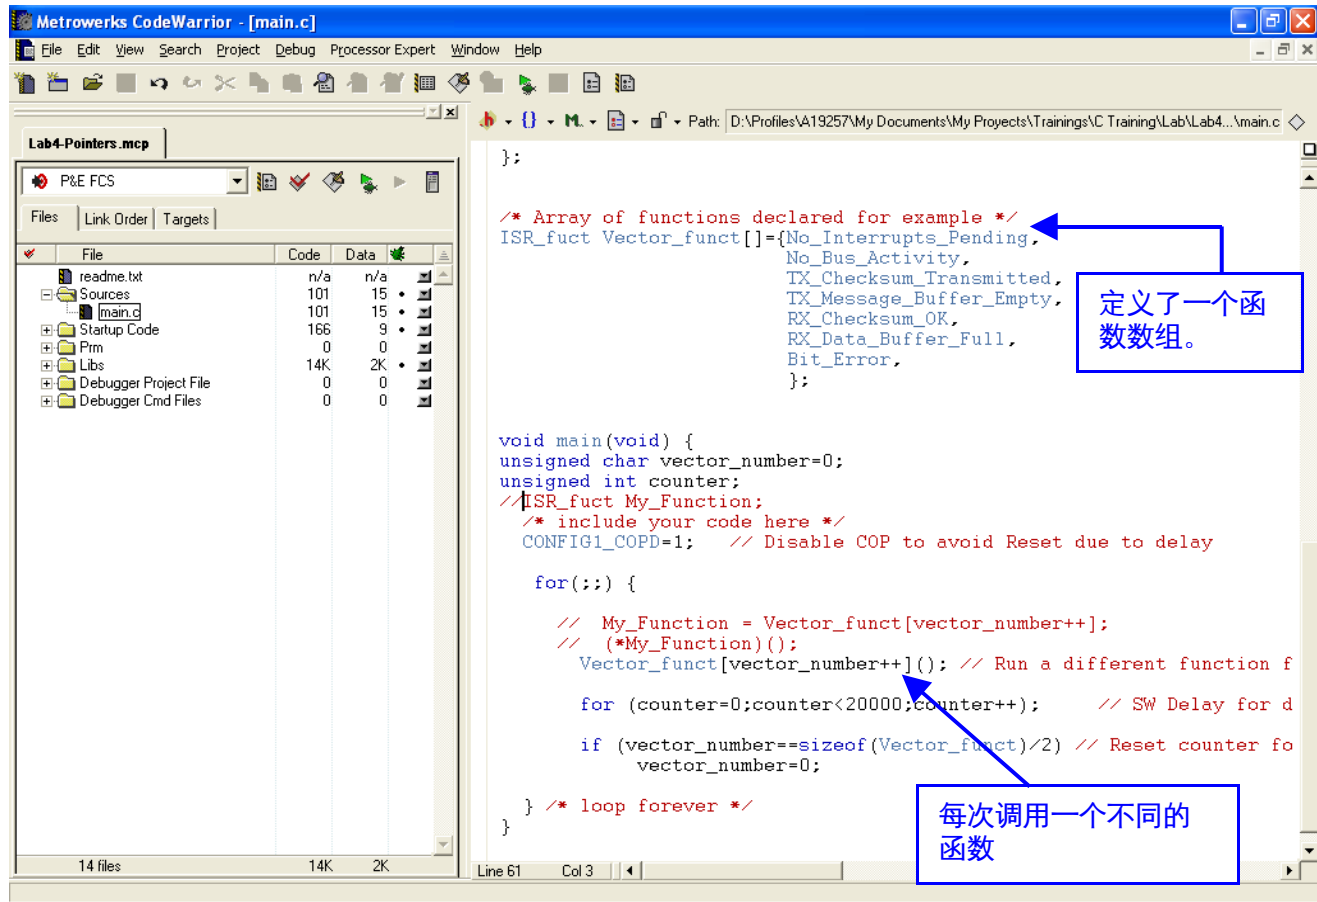 Metrowerks CodeWarrior - [main.c]
File Edit View Search Project Debug Processor Expert Window Help
Path: D:\Profiles\A19257\My Documents\My Proyects\Trainings\C Training\Lab\Lab4...\main.c
Lab4-Pointers.mcp
P&E FCS
Files Link Order Targets
File Code Data
readme.txt n/a n/a
Sources 101 15
main.c 101 15
Startup Code 166 9
Prm 0 0
Libs 14K 2K
Debugger Project File 0 0
Debugger Cmd Files 0 0
14 files 14K 2K
};
/* Array of functions declared for example */
ISR_fuct Vector_funct[]={No_Interrupts_Pending,
No_Bus_Activity,
TX_Checksum_Transmitted,
TX_Message_Buffer_Empty,
RX_Checksum_OK,
RX_Data_Buffer_Full,
Bit_Error,
};
定义了一个函
数数组。
void main(void) {
unsigned char vector_number=0;
unsigned int counter;
//ISR_fuct My_Function;
/* include your code here */
CONFIG1_COPD=1; // Disable COP to avoid Reset due to delay
for(;;) {
// My_Function = Vector_funct[vector_number++];
// (*My_Function)();
Vector_funct[vector_number++](); // Run a different function f
for (counter=0;counter<20000;counter++); // SW Delay for d
if (vector_number==sizeof(Vector_funct)/2) // Reset counter fo
vector_number=0;
} /* loop forever */
}
每次调用一个不同的
函数
Line 61 Col 3